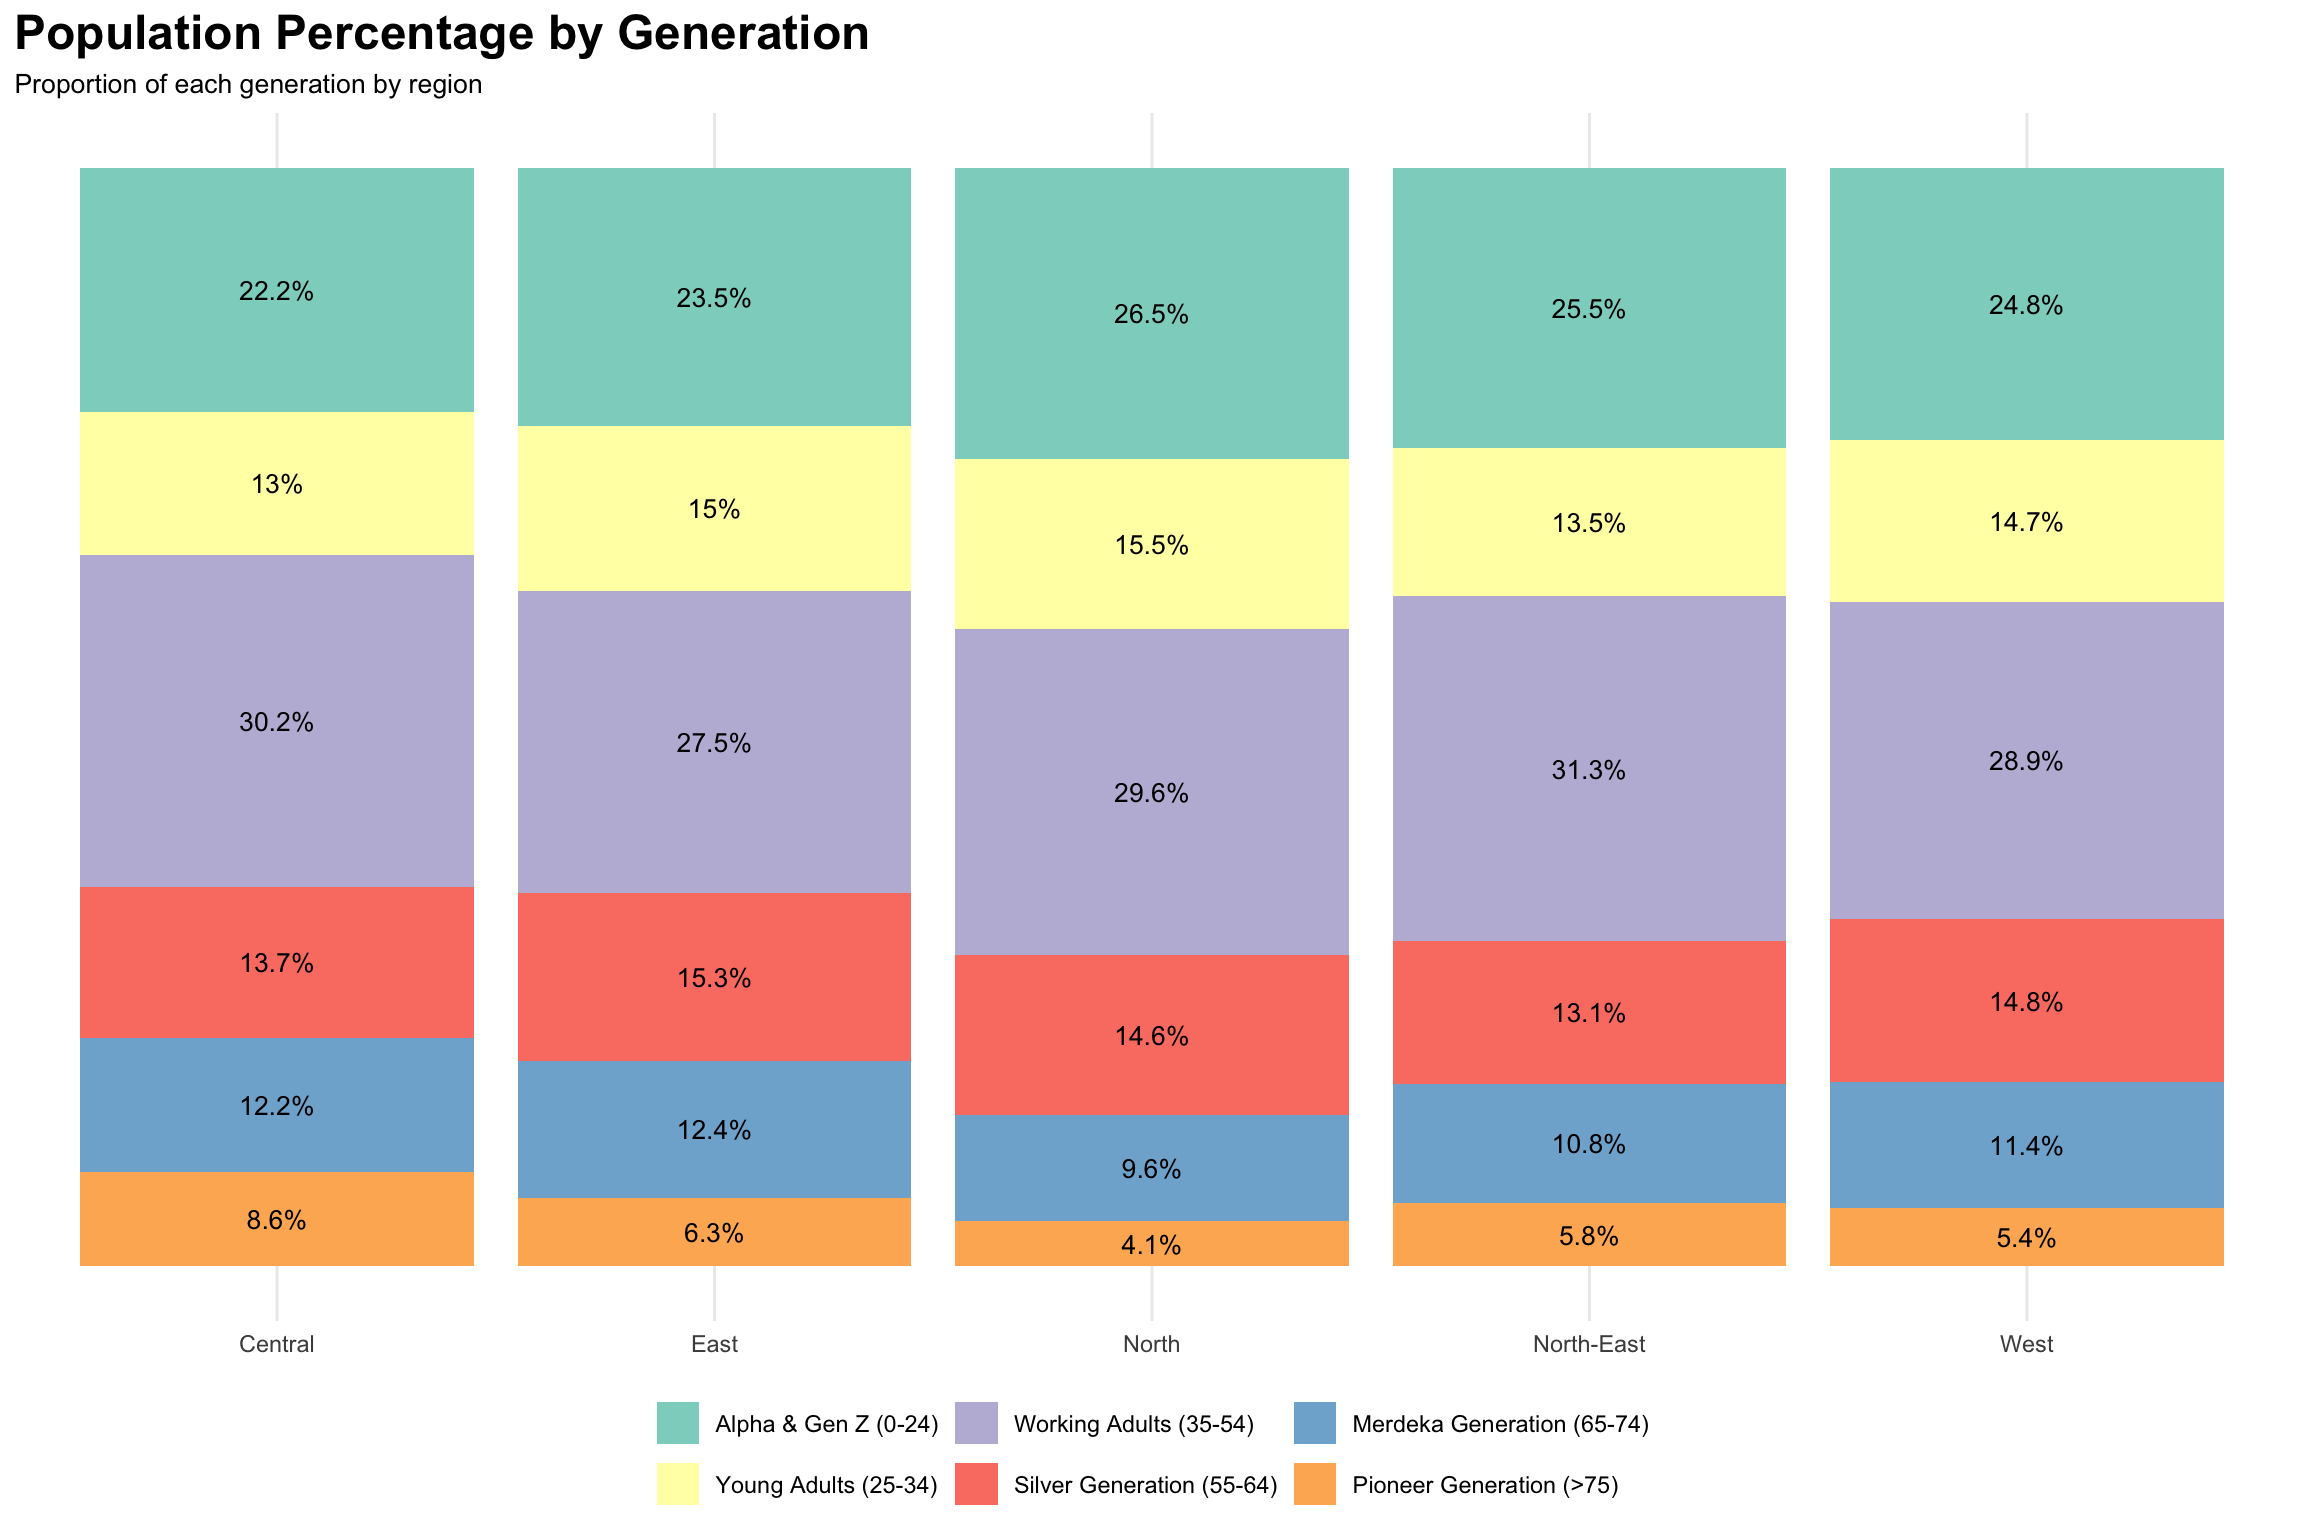 Population Percentage by Generation
Proportion of each generation by region
22.2%
23.5%
26.5%
25.5%
24.8%
13%
15%
15.5%
13.5%
14.7%
30.2%
27.5%
29.6%
31.3%
28.9%
13.7%
15.3%
14.6%
13.1%
14.8%
12.2%
12.4%
9.6%
10.8%
11.4%
8.6%
6.3%
4.1%
5.8%
5.4%
Central
East
North
North-East
West
Alpha & Gen Z (0-24)
Working Adults (35-54)
Merdeka Generation (65-74)
Young Adults (25-34)
Silver Generation (55-64)
Pioneer Generation (>75)